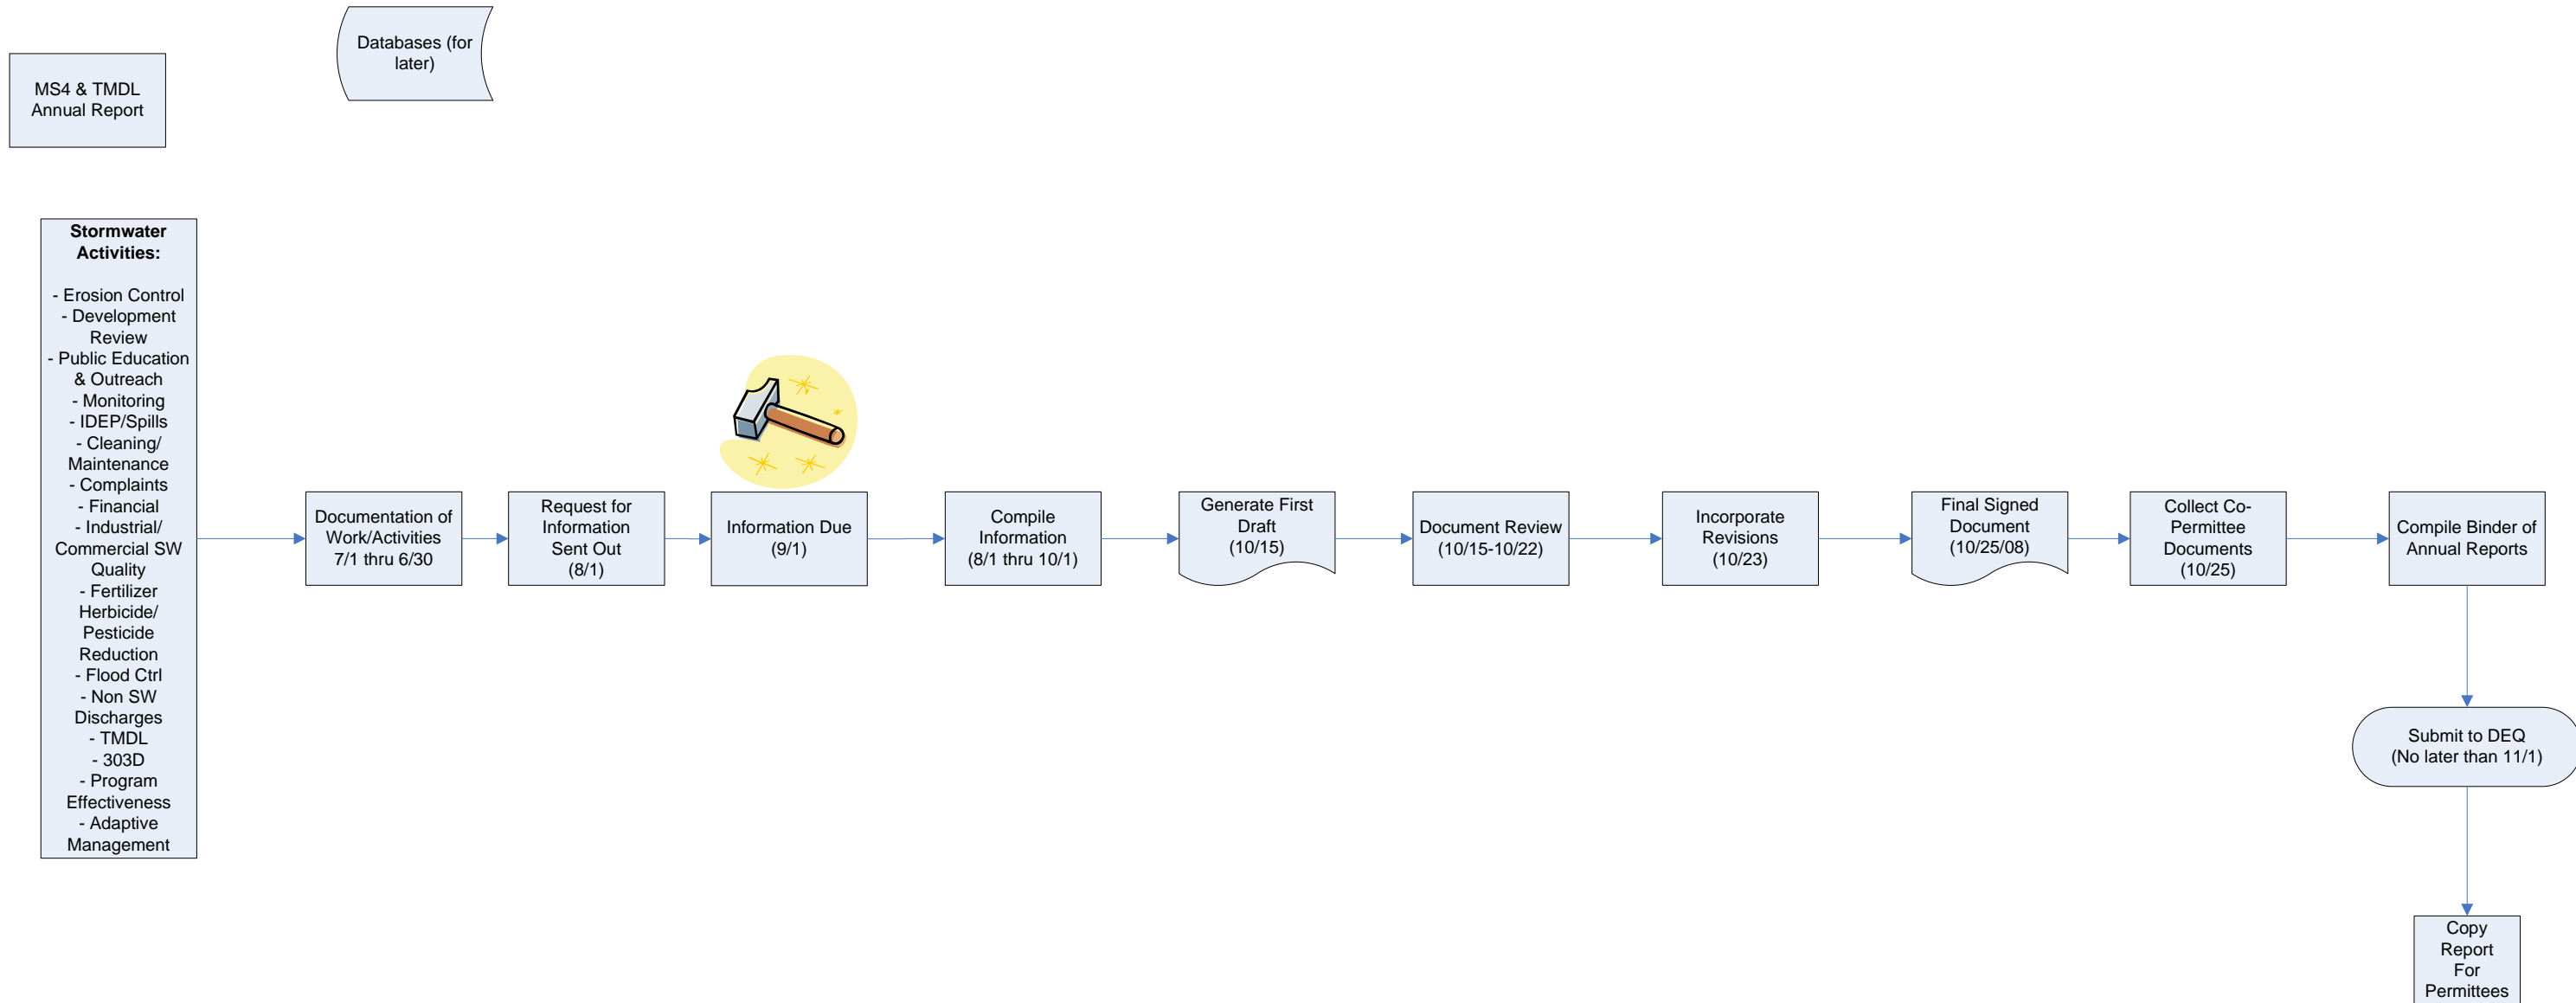 Databases (for
later)
MS4 & TMDL
Annual Report
Stormwater
Activities:
- Erosion Control
- Development
Review
- Public Education
& Outreach
- Monitoring
- IDEP/Spills
- Cleaning/
Maintenance
- Complaints
- Financial
- Industrial/
Commercial SW
Quality
- Fertilizer
Herbicide/
Pesticide
Reduction
- Flood Ctrl
- Non SW
Discharges
- TMDL
- 303D
- Program
Effectiveness
- Adaptive
Management
Documentation of
Work/Activities
7/1 thru 6/30
Request for
Information
Sent Out
(8/1)
Information Due
(9/1)
Compile
Information
(8/1 thru 10/1)
Generate First
Draft
(10/15)
Document Review
(10/15-10/22)
Incorporate
Revisions
(10/23)
Final Signed
Document
(10/25/08)
Collect Co-
Permittee
Documents
(10/25)
Compile Binder of
Annual Reports
Submit to DEQ
(No later than 11/1)
Copy
Report
For
Permittees